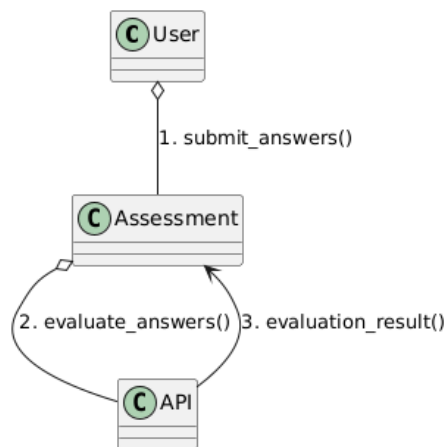 C User
1. submit_answers()
C Assessment
2. evaluate_answers() 3. evaluation_result()
C API